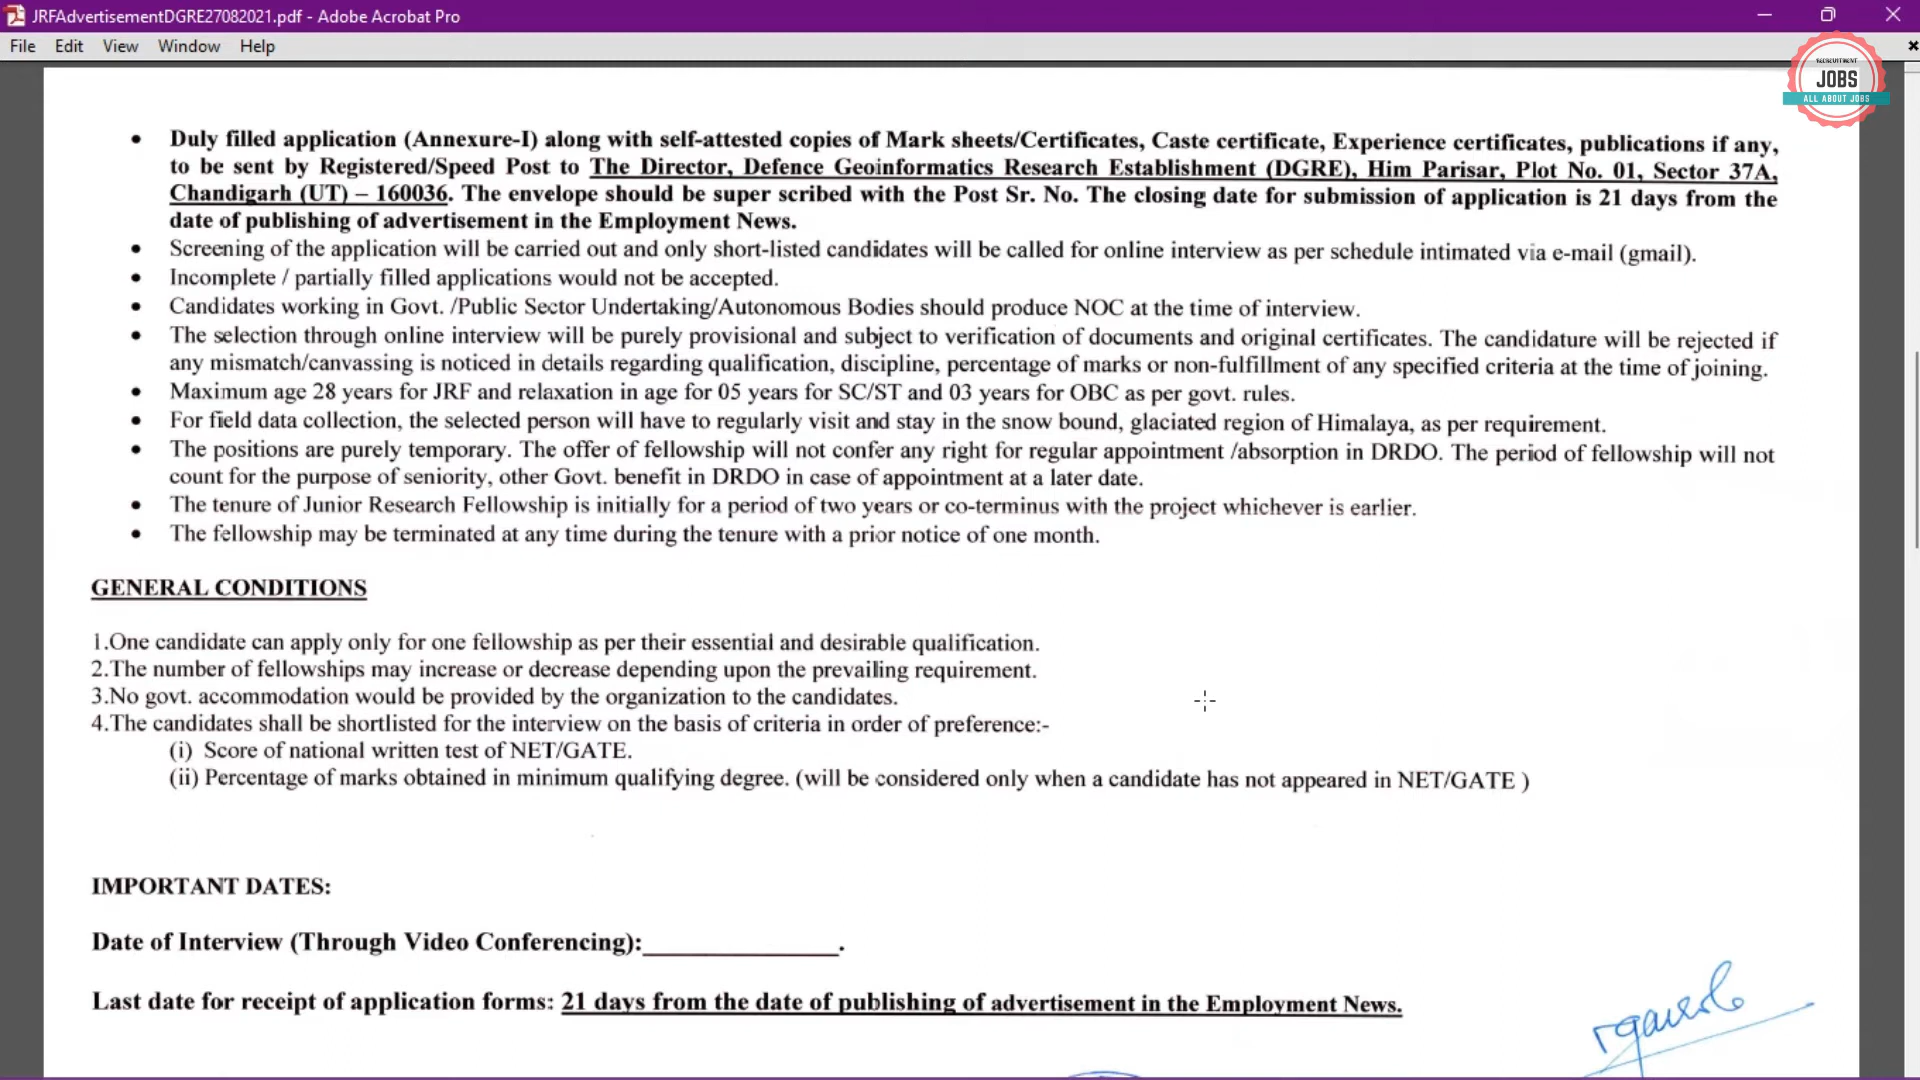 JRFAdvertisementDGRE27082021.pdf - Adobe Acrobat Pro
File Edit View Window Help
RECRUITMENT
JOBS
ALL ABOUT JOBS
• Duly filled application (Annexure-I) along with self-attested copies of Mark sheets/Certificates, Caste certificate, Experience certificates, publications if any,
to be sent by Registered/Speed Post to The Director, Defence Geoinformatics Research Establishment (DGRE), Him Parisar, Plot No. 01, Sector 37A,
Chandigarh (UT) – 160036. The envelope should be super scribed with the Post Sr. No. The closing date for submission of application is 21 days from the
date of publishing of advertisement in the Employment News.
• Screening of the application will be carried out and only short-listed candidates will be called for online interview as per schedule intimated via e-mail (gmail).
• Incomplete / partially filled applications would not be accepted.
• Candidates working in Govt. /Public Sector Undertaking/Autonomous Bodies should produce NOC at the time of interview.
• The selection through online interview will be purely provisional and subject to verification of documents and original certificates. The candidature will be rejected if
any mismatch/canvassing is noticed in details regarding qualification, discipline, percentage of marks or non-fulfillment of any specified criteria at the time of joining.
• Maximum age 28 years for JRF and relaxation in age for 05 years for SC/ST and 03 years for OBC as per govt. rules.
• For field data collection, the selected person will have to regularly visit and stay in the snow bound, glaciated region of Himalaya, as per requirement.
• The positions are purely temporary. The offer of fellowship will not confer any right for regular appointment /absorption in DRDO. The period of fellowship will not
count for the purpose of seniority, other Govt. benefit in DRDO in case of appointment at a later date.
• The tenure of Junior Research Fellowship is initially for a period of two years or co-terminus with the project whichever is earlier.
• The fellowship may be terminated at any time during the tenure with a prior notice of one month.
GENERAL CONDITIONS
1.One candidate can apply only for one fellowship as per their essential and desirable qualification.
2.The number of fellowships may increase or decrease depending upon the prevailing requirement.
3.No govt. accommodation would be provided by the organization to the candidates.
4.The candidates shall be shortlisted for the interview on the basis of criteria in order of preference:-
(i) Score of national written test of NET/GATE.
(ii) Percentage of marks obtained in minimum qualifying degree. (will be considered only when a candidate has not appeared in NET/GATE )
IMPORTANT DATES:
Date of Interview (Through Video Conferencing):________________.
Last date for receipt of application forms: 21 days from the date of publishing of advertisement in the Employment News.